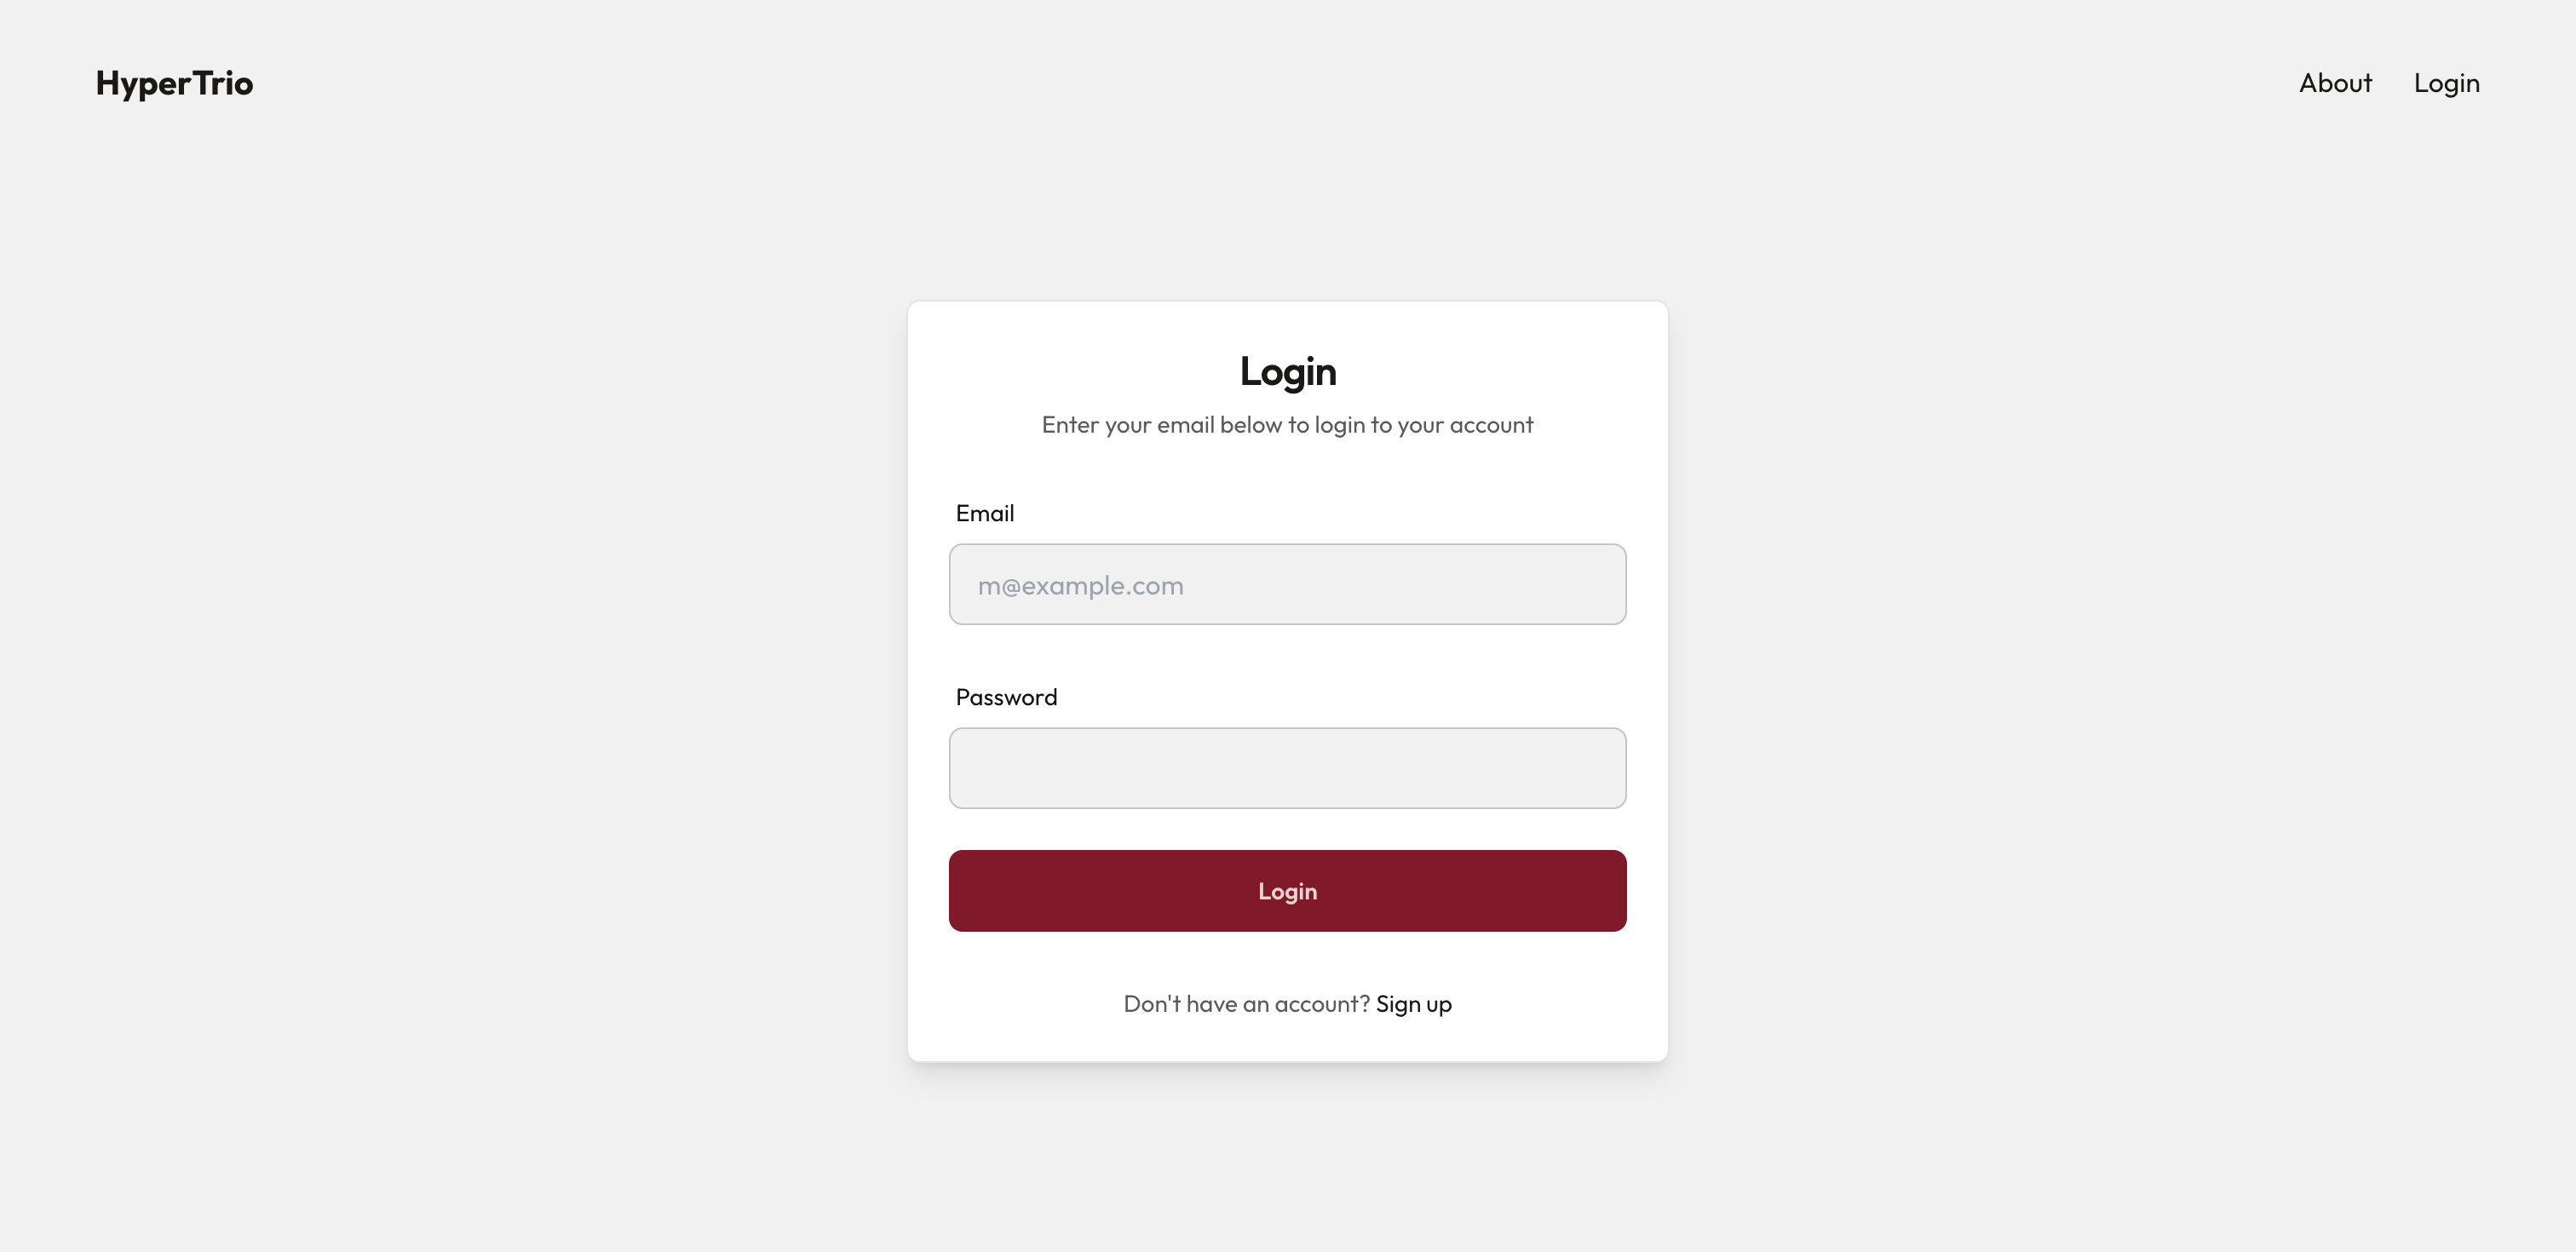 HyperTrio
About
Login
Login
Enter your email below to login to your account
Email
m@example.com
Password
Login
Don't have an account? Sign up